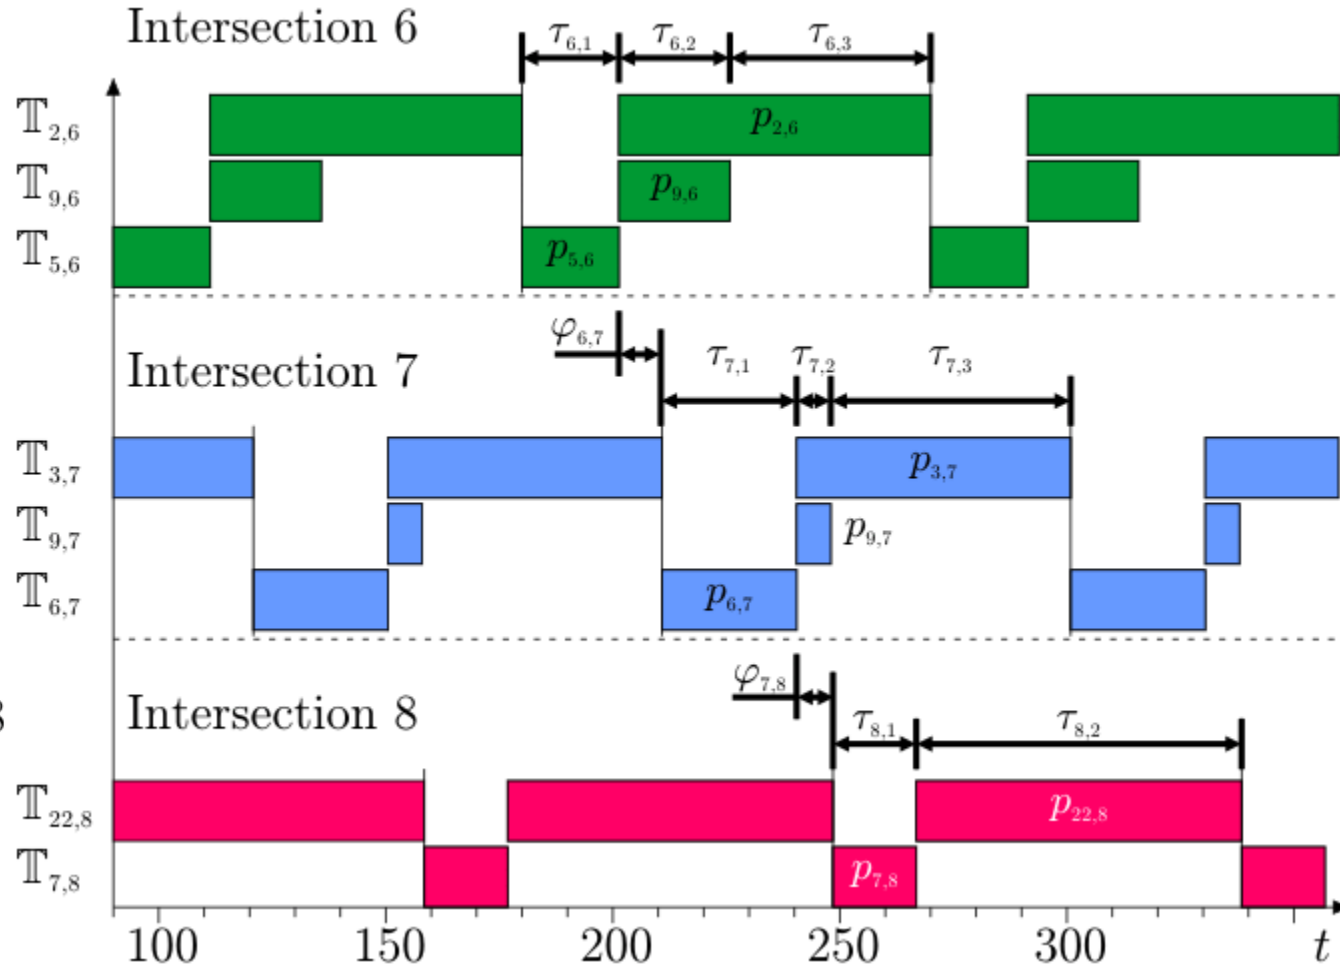 Intersection 6
τ6,1 τ6,2 τ6,3
𝕋2,6 p2,6
𝕋9,6 p9,6
𝕋5,6 p5,6
φ6,7
Intersection 7
τ7,1 τ7,2 τ7,3
𝕋3,7 p3,7
𝕋9,7 p9,7
𝕋6,7 p6,7
φ7,8
3 Intersection 8
τ8,1 τ8,2
𝕋22,8 p22,8
𝕋7,8 p7,8
100 150 200 250 300 t